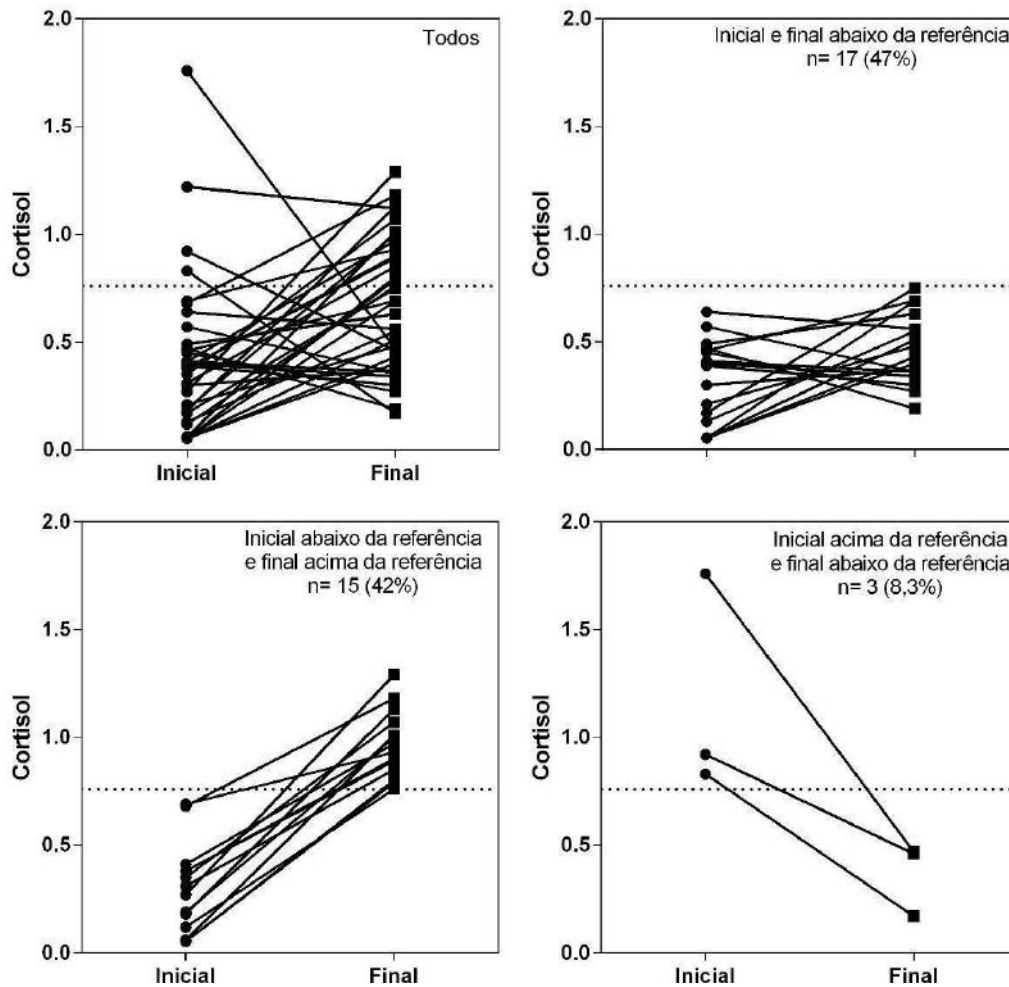 Todos
2.0
1.5
1.0
0.5
0.0
Cortisol
Inicial
Final
Inicial e final abaixo da referência
n= 17 (47%)
2.0
1.5
1.0
0.5
0.0
Cortisol
Inicial abaixo da referência
e final acima da referência
n= 15 (42%)
2.0
1.5
1.0
0.5
0.0
Cortisol
Inicial
Final
Inicial acima da referência
e final abaixo da referência
n= 3 (8,3%)
2.0
1.5
1.0
0.5
0.0
Cortisol
Inicial
Final